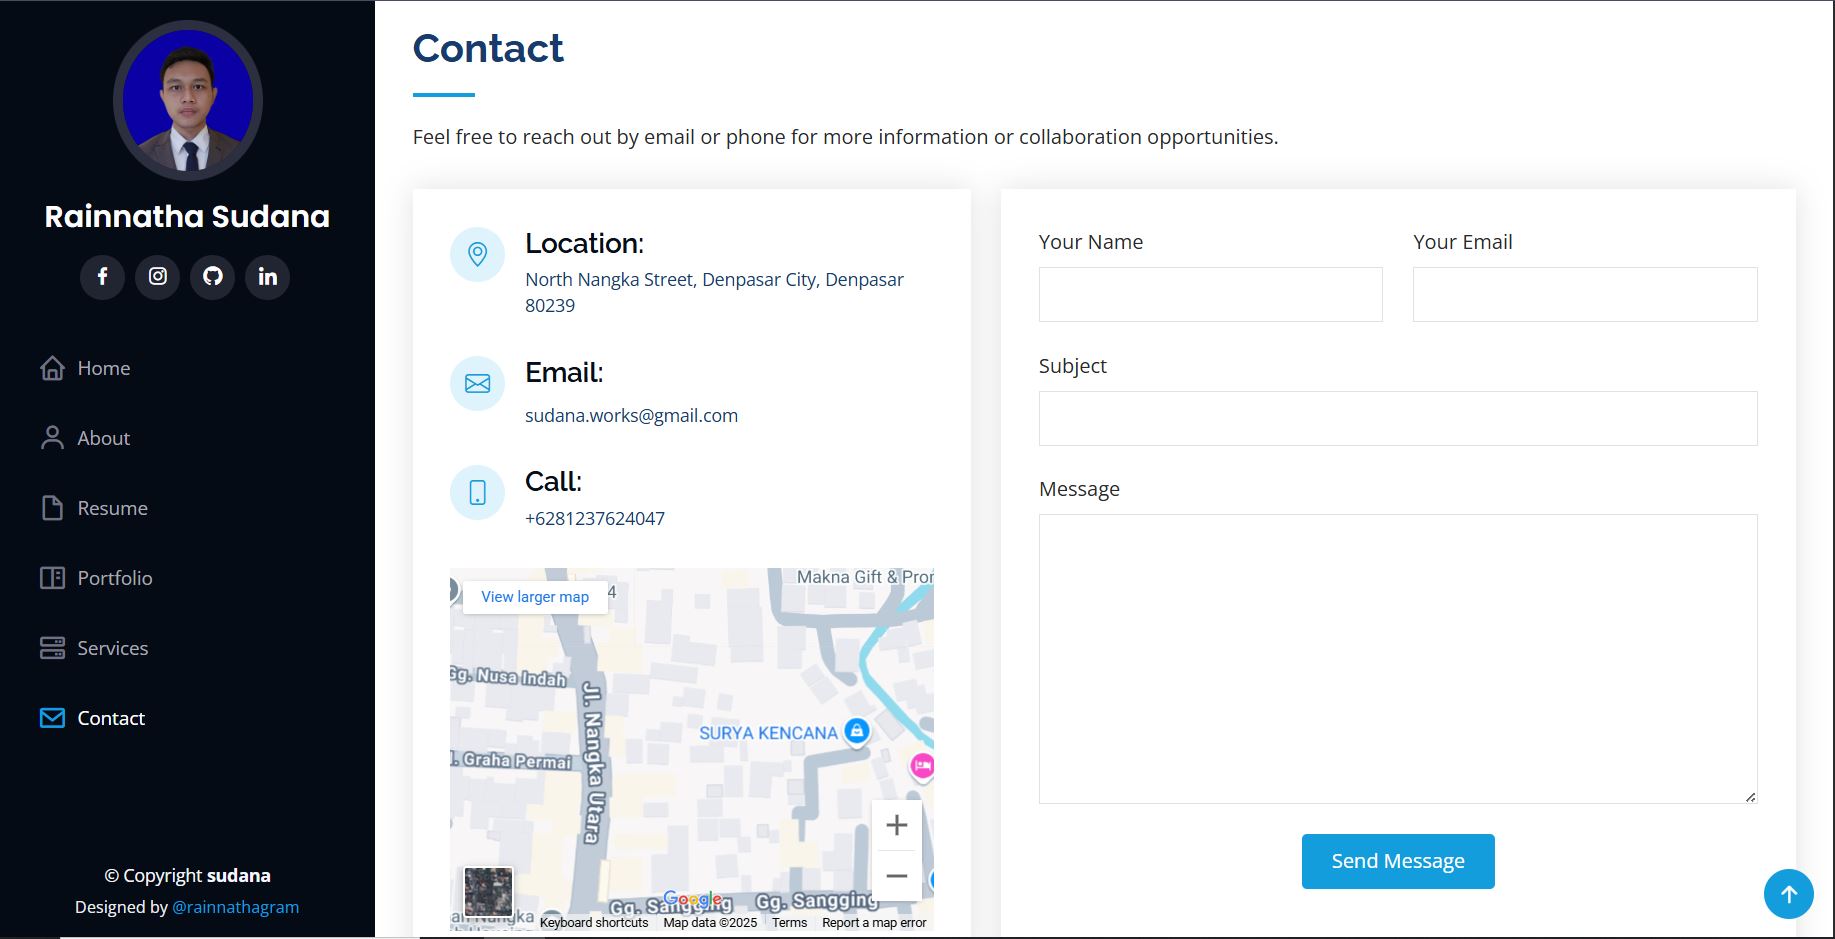 Rainnatha Sudana
Home
About
Resume
Portfolio
Services
Contact
© Copyright sudana
Designed by @rainnathagram
Contact
Feel free to reach out by email or phone for more information or collaboration opportunities.
Location:
North Nangka Street, Denpasar City, Denpasar
80239
Email:
sudana.works@gmail.com
Call:
+6281237624047
Makna Gift & Pror
View larger map
4
Gg. Nusa Indah
Jl. Nangka Utara
SURYA KENCANA
l. Graha Permai
Google
Gg. Sangging
Gg. Sangging
Nangka
Keyboard shortcuts
Map data ©2025
Terms
Report a map error
Your Name
Your Email
Subject
Message
Send Message